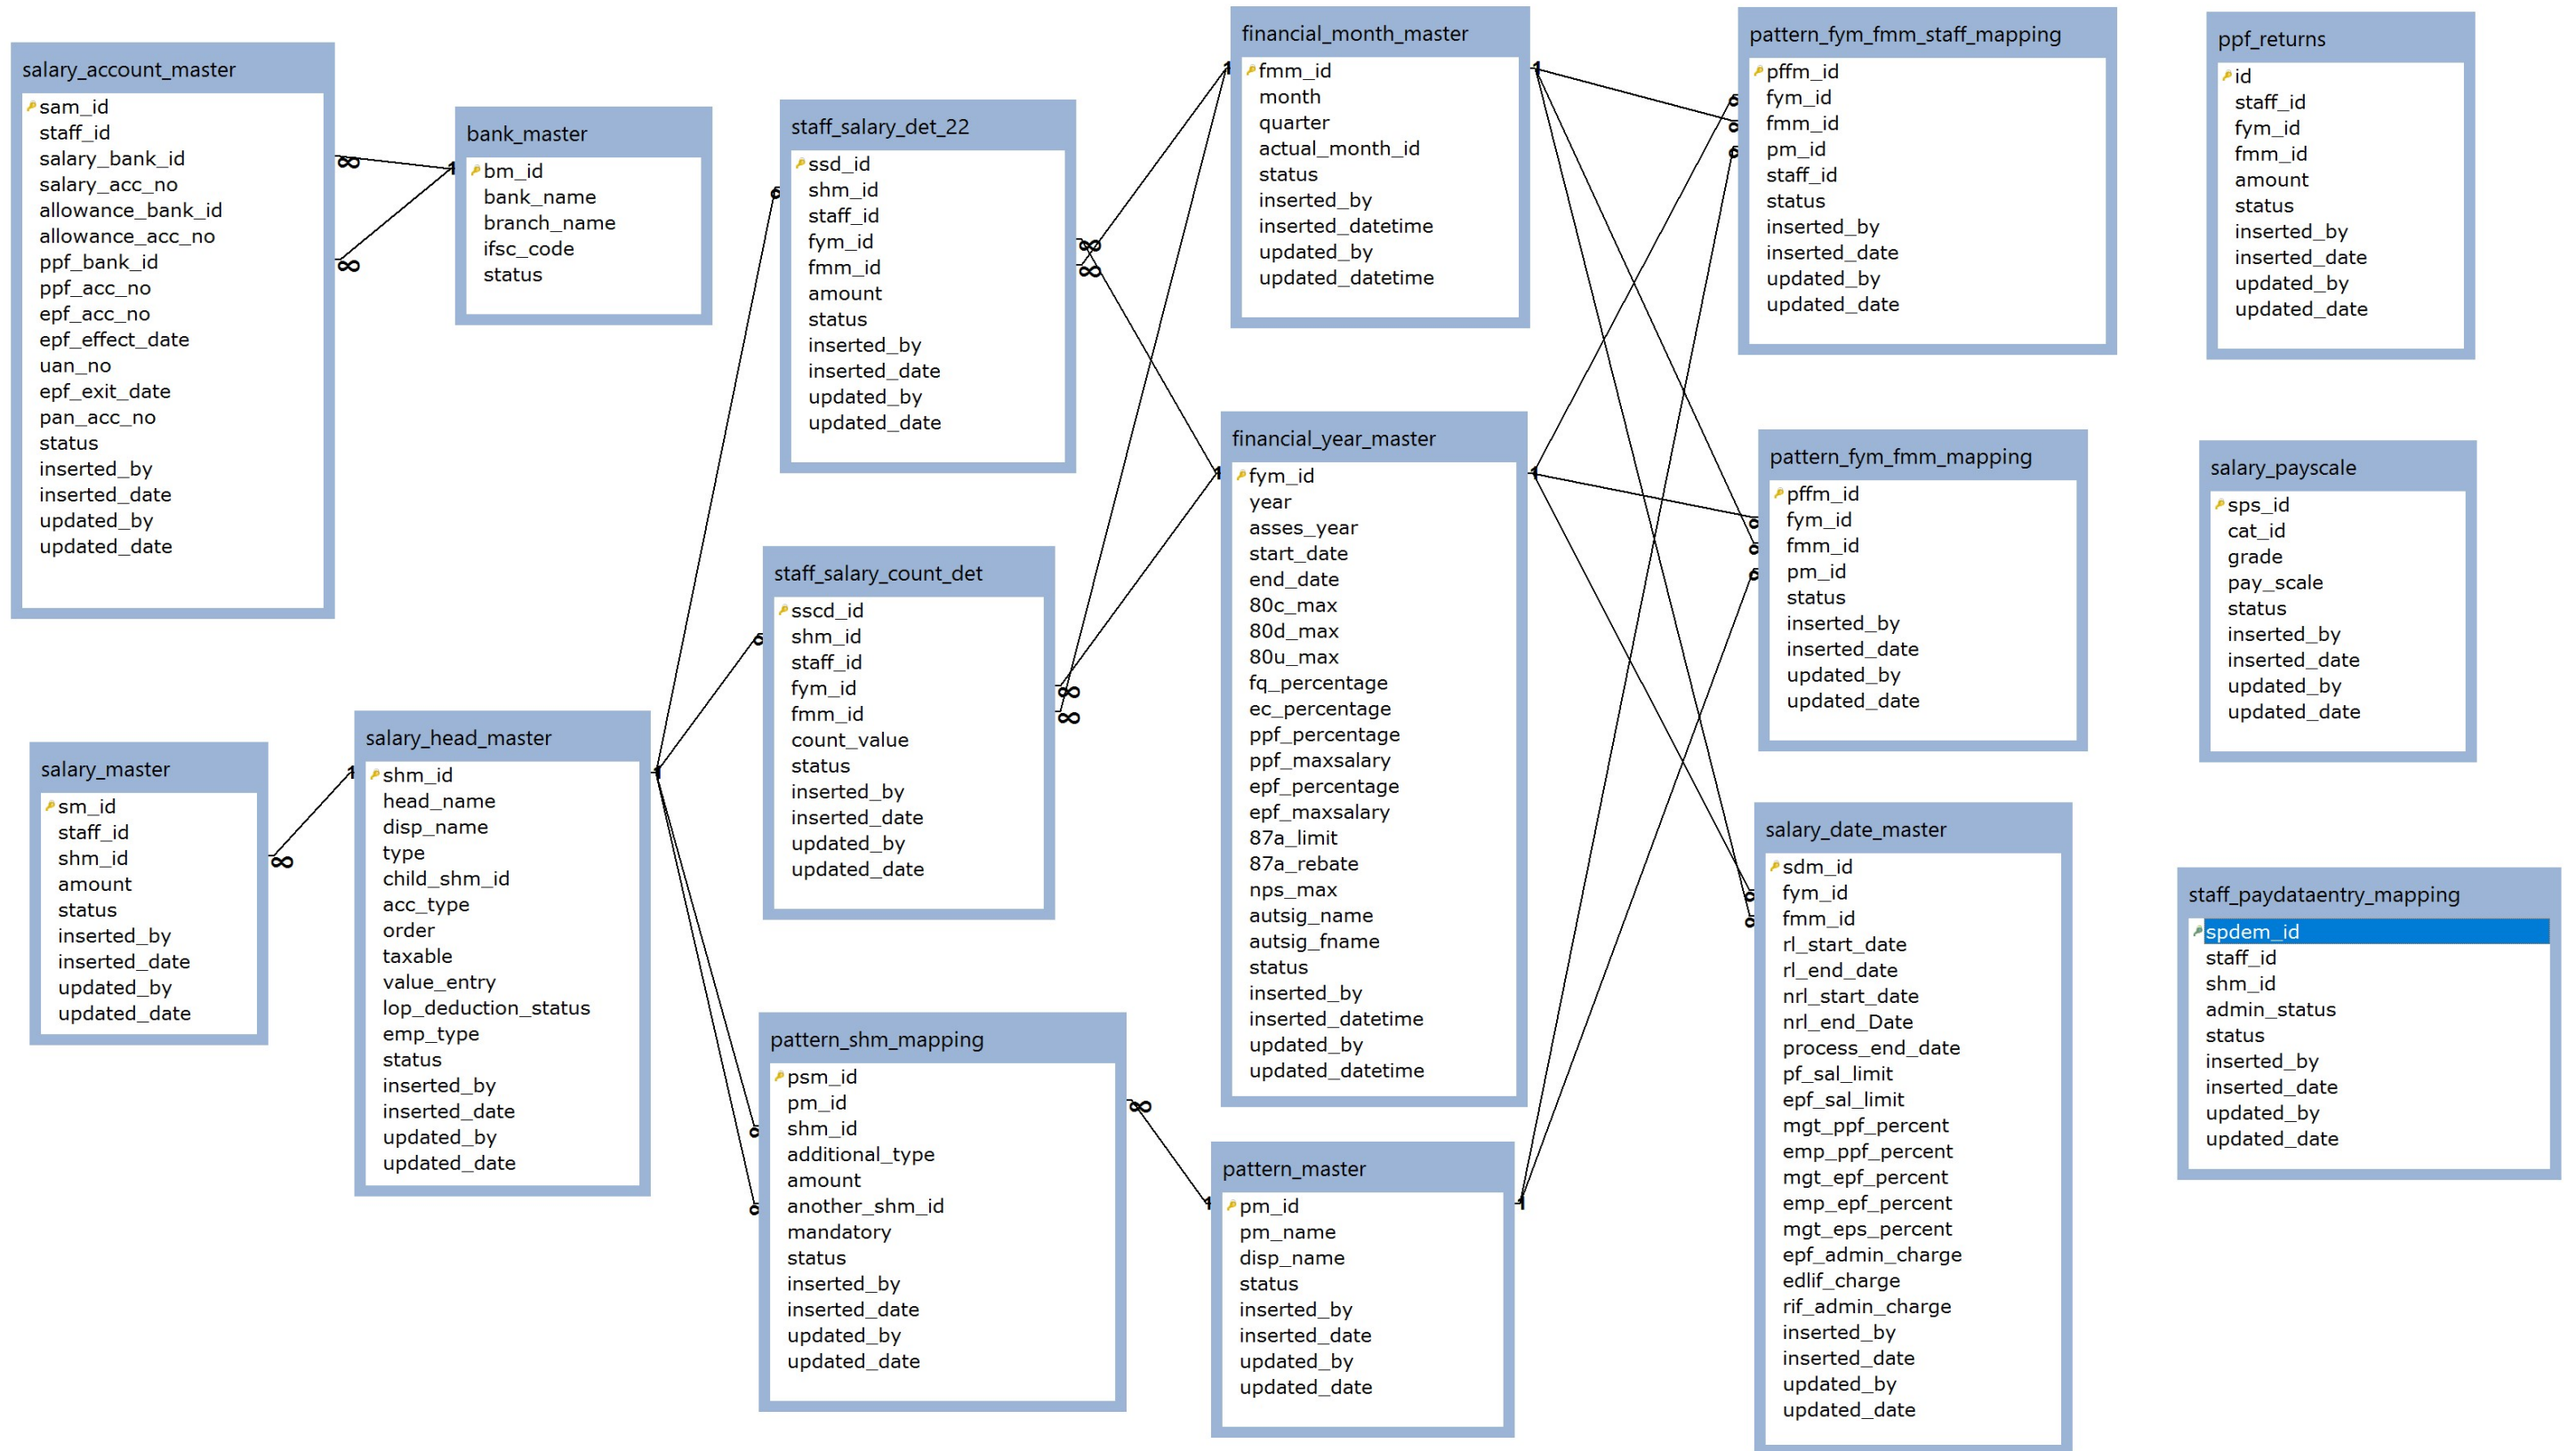 salary_account_master
sam_id
staff_id
salary_bank_id
salary_acc_no
allowance_bank_id
allowance_acc_no
ppf_bank_id
ppf_acc_no
epf_acc_no
epf_effect_date
uan_no
epf_exit_date
pan_acc_no
status
inserted_by
inserted_date
updated_by
updated_date
bank_master
bm_id
bank_name
branch_name
ifsc_code
status
salary_master
sm_id
staff_id
shm_id
amount
status
inserted_by
inserted_date
updated_by
updated_date
salary_head_master
shm_id
head_name
disp_name
type
child_shm_id
acc_type
order
taxable
value_entry
lop_deduction_status
emp_type
status
inserted_by
inserted_date
updated_by
updated_date
staff_salary_det_22
ssd_id
shm_id
staff_id
fym_id
fmm_id
amount
status
inserted_by
inserted_date
updated_by
updated_date
staff_salary_count_det
sscd_id
shm_id
staff_id
fym_id
fmm_id
count_value
status
inserted_by
inserted_date
updated_by
updated_date
pattern_shm_mapping
psm_id
pm_id
shm_id
additional_type
amount
another_shm_id
mandatory
status
inserted_by
inserted_date
updated_by
updated_date
financial_month_master
fmm_id
month
quarter
actual_month_id
status
inserted_by
inserted_datetime
updated_by
updated_datetime
financial_year_master
fym_id
year
asses_year
start_date
end_date
80c_max
80d_max
80u_max
fq_percentage
ec_percentage
ppf_percentage
ppf_maxsalary
epf_percentage
epf_maxsalary
87a_limit
87a_rebate
nps_max
autsig_name
autsig_fname
status
inserted_by
inserted_datetime
updated_by
updated_datetime
pattern_master
pm_id
pm_name
disp_name
status
inserted_by
inserted_date
updated_by
updated_date
pattern_fym_fmm_staff_mapping
pffm_id
fym_id
fmm_id
pm_id
staff_id
status
inserted_by
inserted_date
updated_by
updated_date
pattern_fym_fmm_mapping
pffm_id
fym_id
fmm_id
pm_id
status
inserted_by
inserted_date
updated_by
updated_date
salary_date_master
sdm_id
fym_id
fmm_id
rl_start_date
rl_end_date
nrl_start_date
nrl_end_Date
process_end_date
pf_sal_limit
epf_sal_limit
mgt_ppf_percent
emp_ppf_percent
mgt_epf_percent
emp_epf_percent
mgt_eps_percent
epf_admin_charge
edlif_charge
rif_admin_charge
inserted_by
inserted_date
updated_by
updated_date
ppf_returns
id
staff_id
fym_id
fmm_id
amount
status
inserted_by
inserted_date
updated_by
updated_date
salary_payscale
sps_id
cat_id
grade
pay_scale
status
inserted_by
inserted_date
updated_by
updated_date
staff_paydataentry_mapping
spdem_id
staff_id
shm_id
admin_status
status
inserted_by
inserted_date
updated_by
updated_date